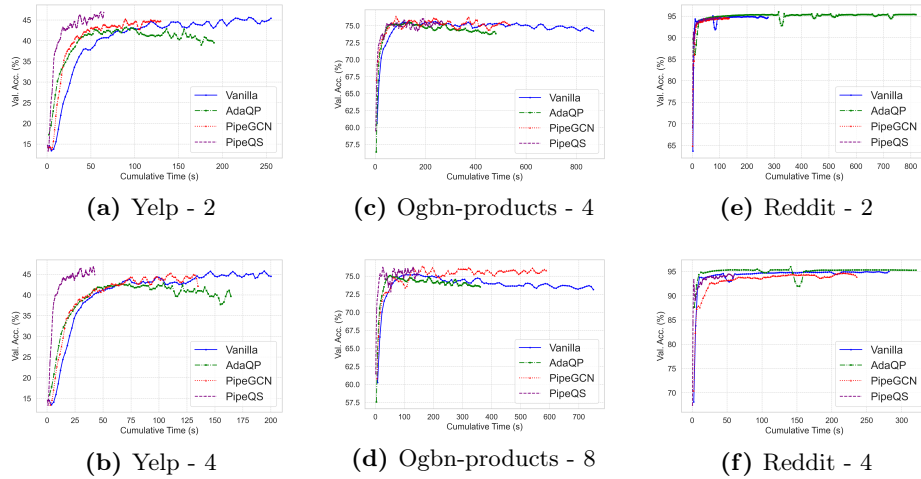 Val. Acc. (%)
45
40
35
30
25
20
15
0
50
100
150
200
250
Cumulative Time (s)
Vanilla
AdaQP
PipeGCN
PipeQS
(a) Yelp - 2
Val. Acc. (%)
75.0
72.5
70.0
67.5
65.0
62.5
60.0
57.5
0
200
400
600
800
Cumulative Time (s)
Vanilla
AdaQP
PipeGCN
PipeQS
(c) Ogbn-products - 4
Val. Acc. (%)
95
90
85
80
75
70
65
0
200
400
600
800
Cumulative Time (s)
Vanilla
AdaQP
PipeGCN
PipeQS
(e) Reddit - 2
Val. Acc. (%)
45
40
35
30
25
20
15
0
25
50
75
100
125
150
175
200
Cumulative Time (s)
Vanilla
AdaQP
PipeGCN
PipeQS
(b) Yelp - 4
Val. Acc. (%)
75.0
72.5
70.0
67.5
65.0
62.5
60.0
57.5
0
100
200
300
400
500
600
700
Cumulative Time (s)
Vanilla
AdaQP
PipeGCN
PipeQS
(d) Ogbn-products - 8
Val. Acc. (%)
95
90
85
80
75
70
0
50
100
150
200
250
300
Cumulative Time (s)
Vanilla
AdaQP
PipeGCN
PipeQS
(f) Reddit - 4